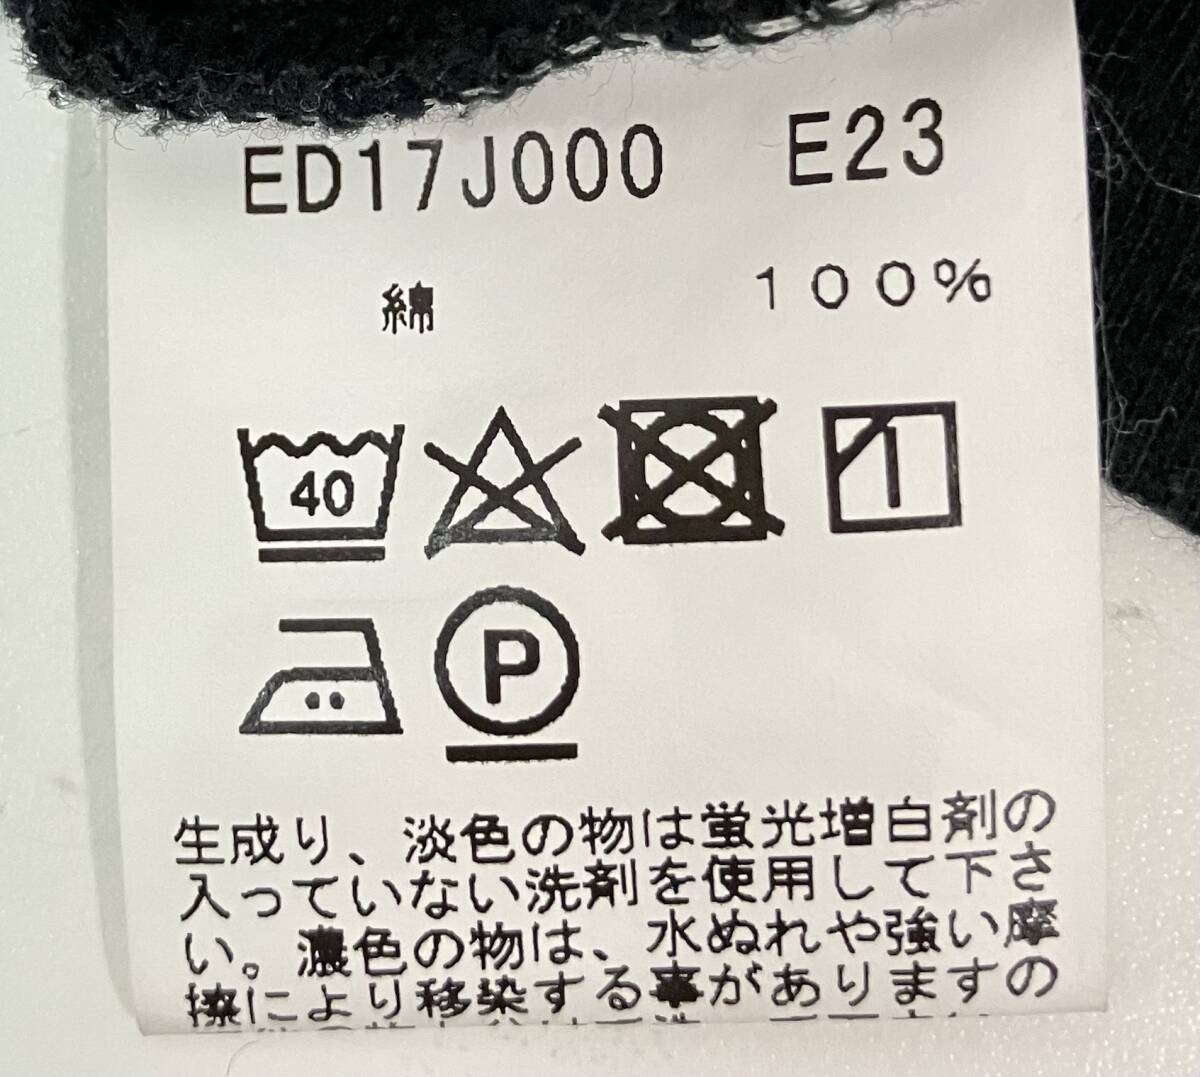 ED17J000 E23
綿 100%
40
P
生成り、淡色の物は蛍光増白剤の
入っていない洗剤を使用して下さ
い。濃色の物は、水ぬれや強い摩
擦により移染する事がありますの